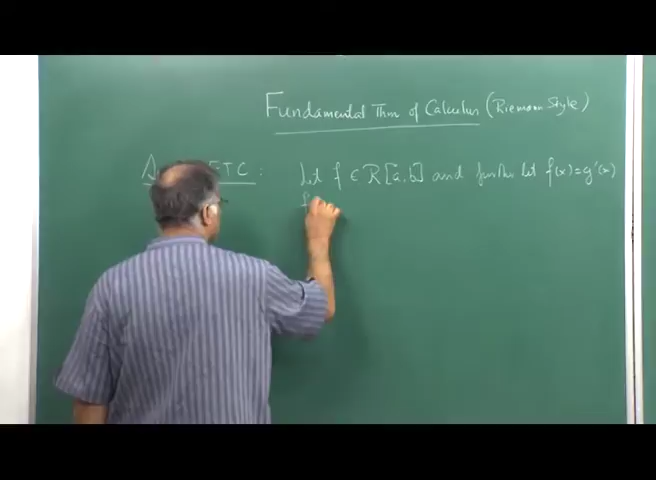 Fundamental Thm of Calculus (Riemann Style)
FTC : Let f ∈ R[a,b] and further let f(x)=g'(x)
f